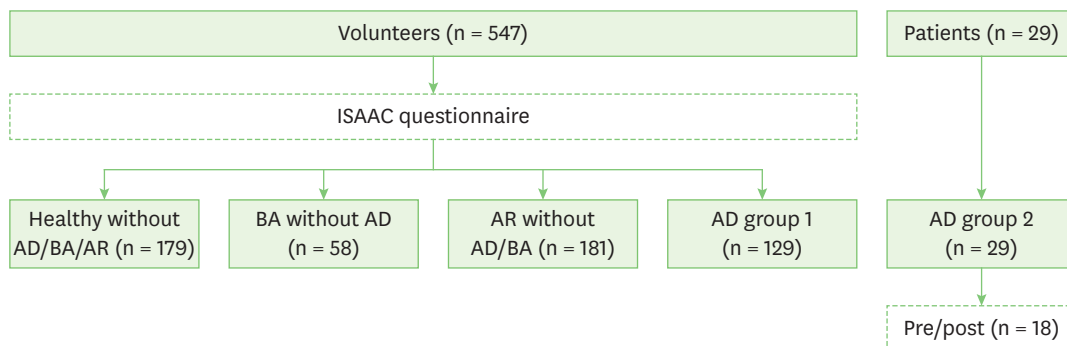 Volunteers (n = 547)
Patients (n = 29)
ISAAC questionnaire
Healthy without
AD/BA/AR (n = 179)
BA without AD
(n = 58)
AR without
AD/BA (n = 181)
AD group 1
(n = 129)
AD group 2
(n = 29)
Pre/post (n = 18)